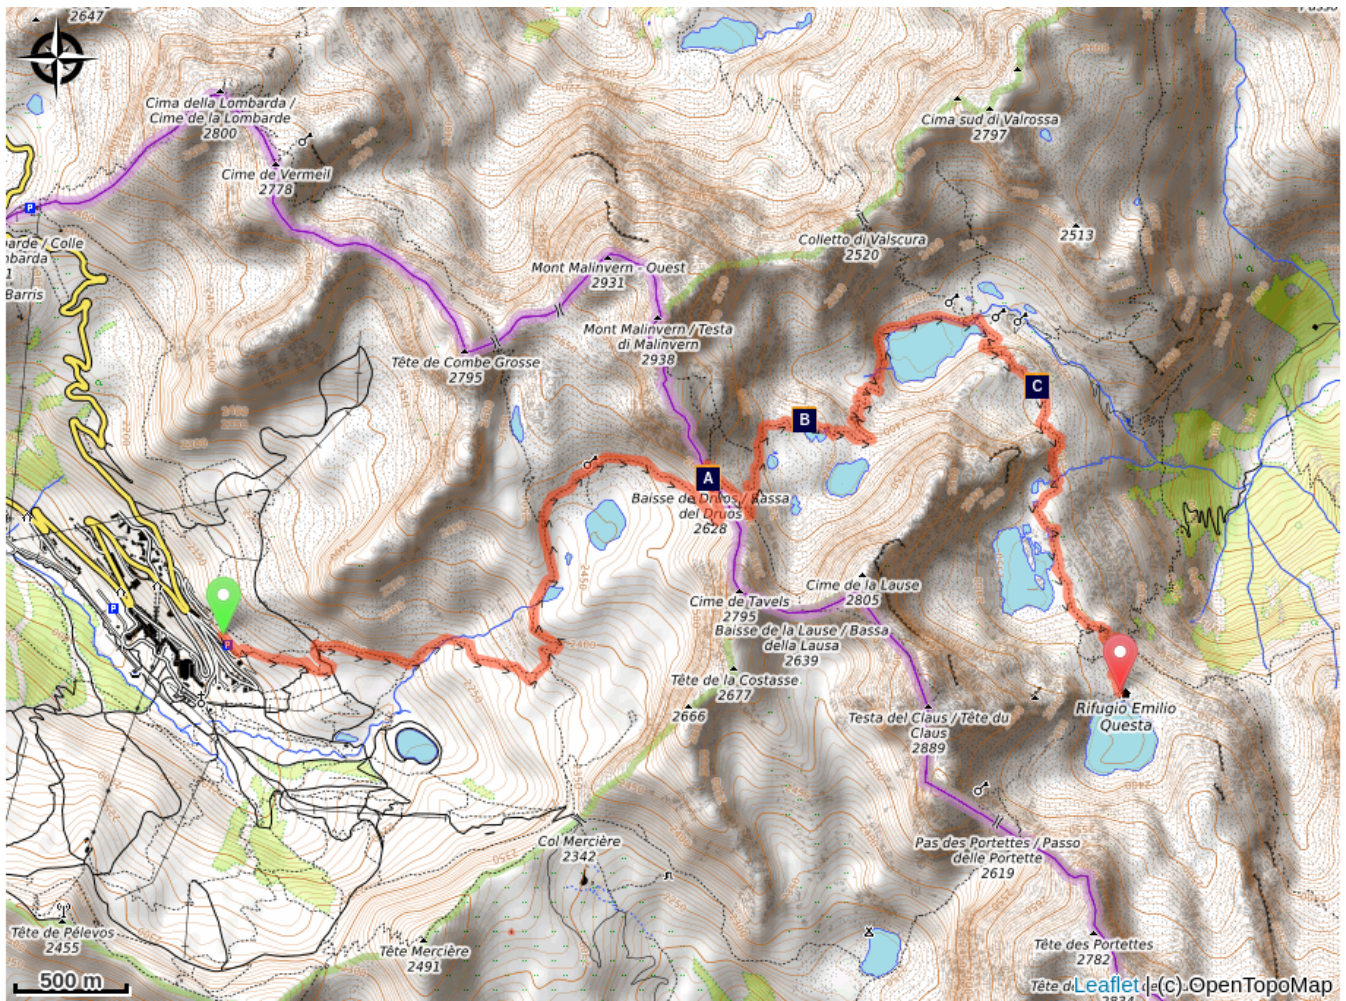 2647
Cima della Lombarda /
Cime de la Lombarde
2800
Cima sud di Valrossa
2797
Cime de Vermeil
2778
P
2513
Colletto di Valscura
2520
barda
Barris
Mont Malinvern - Ouest
2931
Mont Malinvern / Testa
di Malinvern
2938
Tête de Combe Grosse
2795
C
B
A
Baisse de Druos / Bassa
del Druos
2628
Cime de la Lause
2805
Cime de Tavels
2795
P
Baisse de la Lause / Bassa
della Lausa
2639
P
Tête de la Costasse
2677
2666
Testa del Claus / Tête du
Claus
2889
Rifugio Emilio
Questa
Col Mercière
2342
Pas des Portettes / Passo
delle Portette
2619
Tête de Pélevos
2455
Tête Mercière
2491
Tête des Portettes
2782
500 m
Leaflet | (c) OpenTopoMap